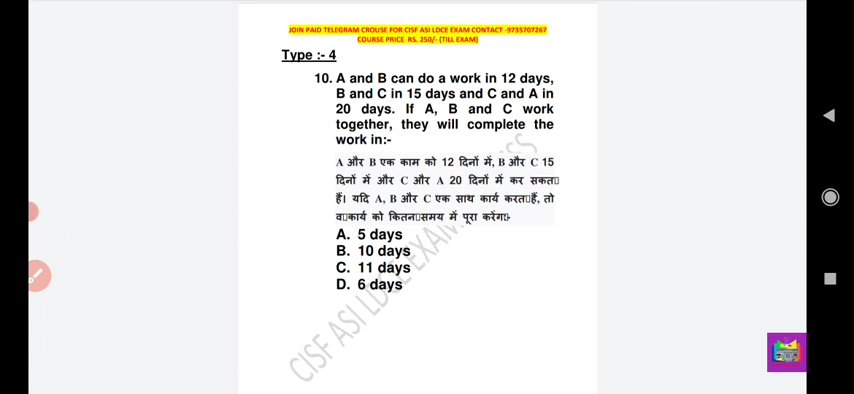 JOIN PAID TELEGRAM CROUSE FOR CISF ASI LDCE EXAM CONTACT -9735707267
COURSE PRICE RS. 250/- (TILL EXAM)
Type :- 4
10. A and B can do a work in 12 days,
B and C in 15 days and C and A in
20 days. If A, B and C work
together, they will complete the
work in:-
A और B एक काम को 12 दिनों में, B और C 15
दिनों में और C और A 20 दिनों में कर सकत
हैं। यदि A, B और C एक साथ कार्य करत हैं, तो
व कार्य को कितन समय में पूरा करेंग:-
A. 5 days
B. 10 days
C. 11 days
D. 6 days
CISF ASI LDCE EXAM